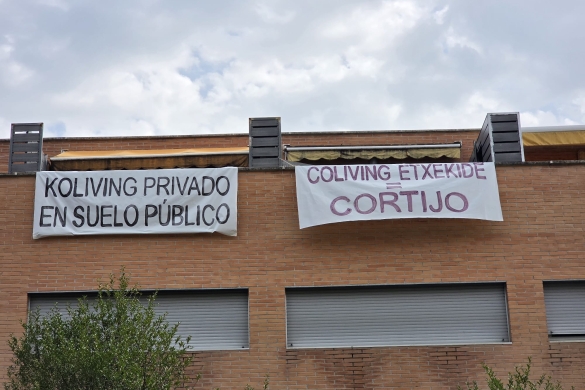 KOLIVING PRIVADO
EN SUELO PÚBLICO
COLIVING ETXEKIDE
=
CORTIJO